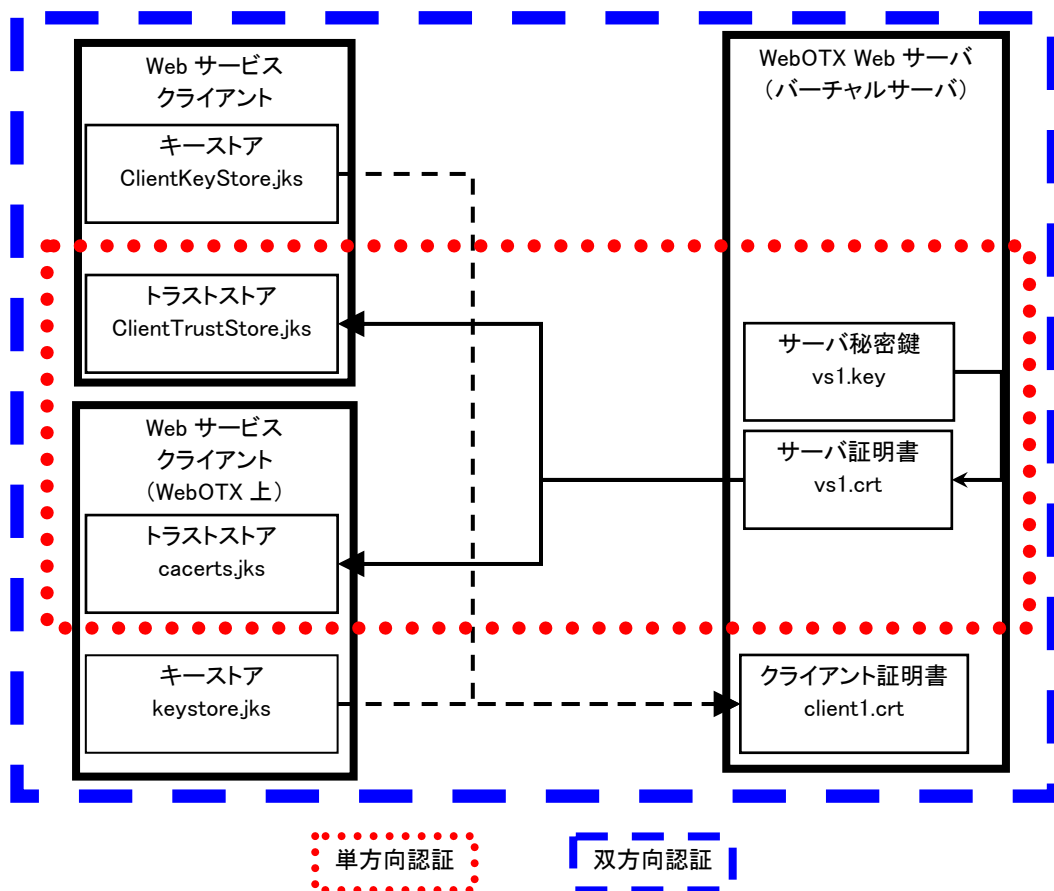 Web サービス
クライアント
キーストア
ClientKeyStore.jks
トラストストア
ClientTrustStore.jks
Web サービス
クライアント
（WebOTX 上）
トラストストア
cacerts.jks
キーストア
keystore.jks
WebOTX Web サーバ
（バーチャルサーバ）
サーバ秘密鍵
vs1.key
サーバ証明書
vs1.crt
クライアント証明書
client1.crt
単方向認証
双方向認証